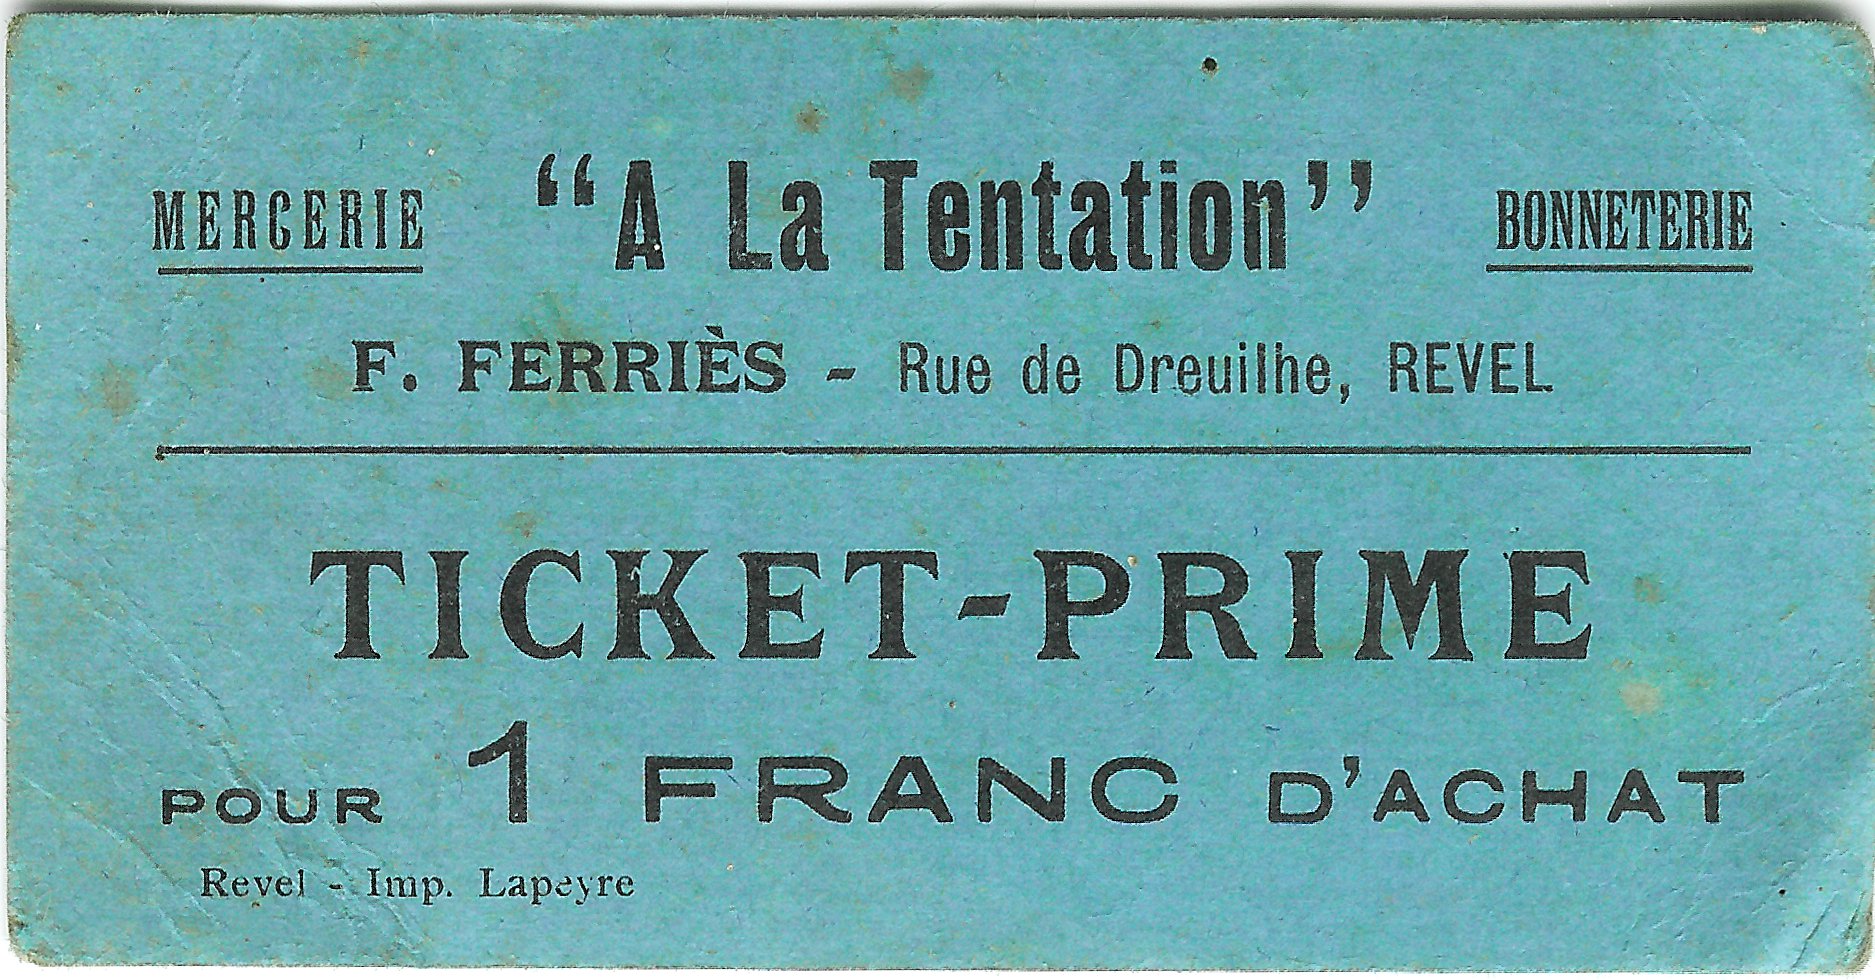 MERCERIE “A La Tentation” BONNETERIE
F. FERRIÈS - Rue de Dreuilhe, REVEL
TICKET-PRIME
POUR 1 FRANC D'ACHAT
Revel - Imp. Lapeyre